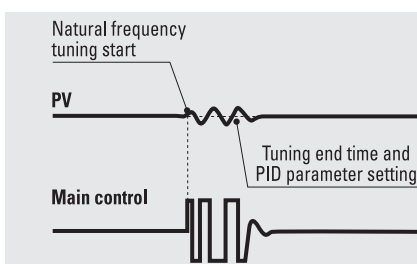 Natural frequency
tuning start
PV
Tuning end time and
PID parameter setting
Main control